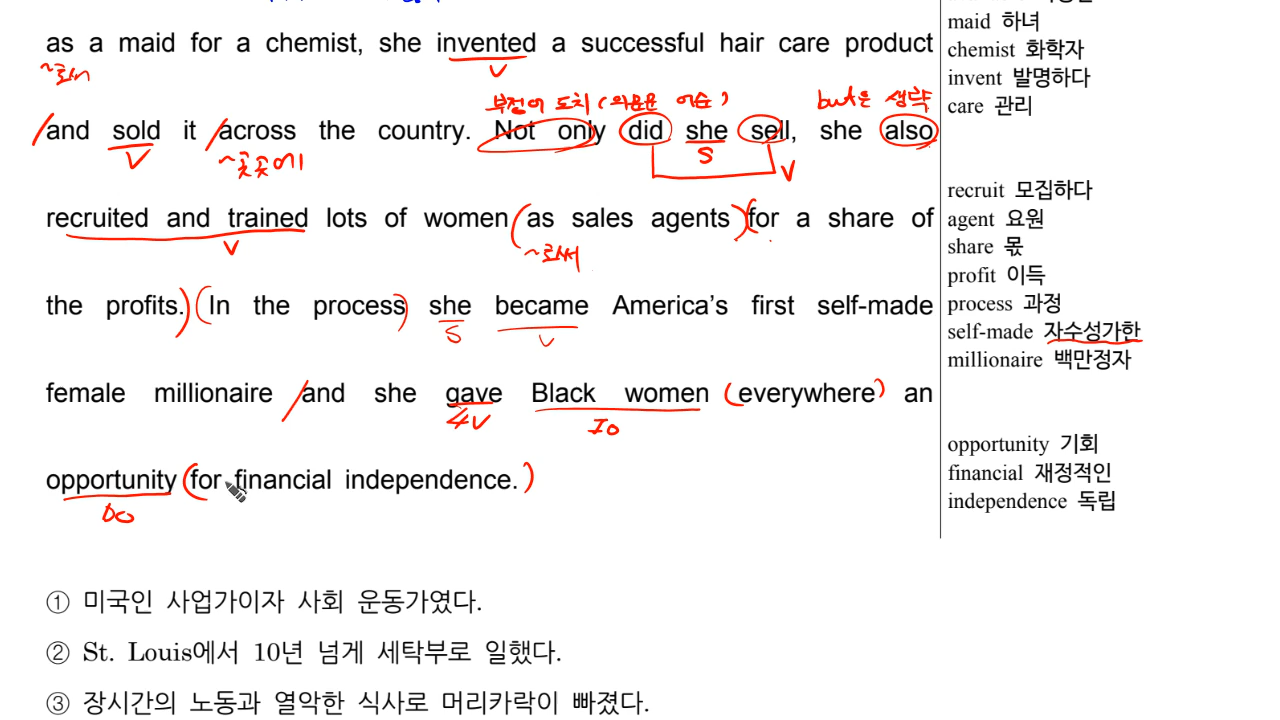 as a maid for a chemist, she invented a successful hair care product
~로써
V
부정어 도치 (의문문 어순)
but은 생략
and sold it across the country. Not only did she sell, she also
V
~곳곳에
S
V
recruited and trained lots of women as sales agents for a share of
V
~로써
the profits. In the process she became America's first self-made
S
V
female millionaire and she gave Black women everywhere an
4V
IO
opportunity for financial independence.
DO
① 미국인 사업가이자 사회 운동가였다.
② St. Louis에서 10년 넘게 세탁부로 일했다.
③ 장시간의 노동과 열악한 식사로 머리카락이 빠졌다.
maid 하녀
chemist 화학자
invent 발명하다
care 관리
recruit 모집하다
agent 요원
share 몫
profit 이득
process 과정
self-made 자수성가한
millionaire 백만장자
opportunity 기회
financial 재정적인
independence 독립